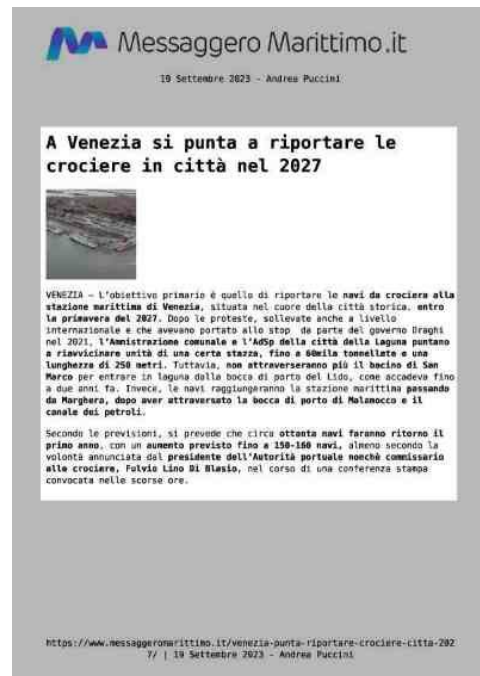 Messaggero Marittimo.it
19 Settembre 2023 - Andrea Puccini
A Venezia si punta a riportare le
crociere in città nel 2027
VENEZIA – L'obiettivo primario è quello di riportare le navi da crociera alla
stazione marittima di Venezia, situata nel cuore della città storica, entro
la primavera del 2027. Dopo le proteste, sollevate anche a livello
internazionale e che avevano portato allo stop da parte del governo Draghi
nel 2021, l'Amnistrazione comunale e l'AdSp della città della Laguna puntano
a riavvicinare unità di una certa stazza, fino a 60mila tonnellate e una
lunghezza di 250 metri. Tuttavia, non attraverseranno più il bacino di San
Marco per entrare in laguna dalla bocca di porto del Lido, come accadeva fino
a due anni fa. Invece, le navi raggiungeranno la stazione marittima passando
da Marghera, dopo aver attraversato la bocca di porto di Malamocco e il
canale dei petroli.
Secondo le previsioni, si prevede che circa ottanta navi faranno ritorno il
primo anno, con un aumento previsto fino a 150-160 navi, almeno secondo la
volontà annunciata dal presidente dell'Autorità portuale nonchè commissario
alle crociere, Fulvio Lino Di Blasio, nel corso di una conferenza stampa
convocata nelle scorse ore.
https://www.messaggeromarittimo.it/venezia-punta-riportare-crociere-citta-202
7/ | 19 Settembre 2023 - Andrea Puccini